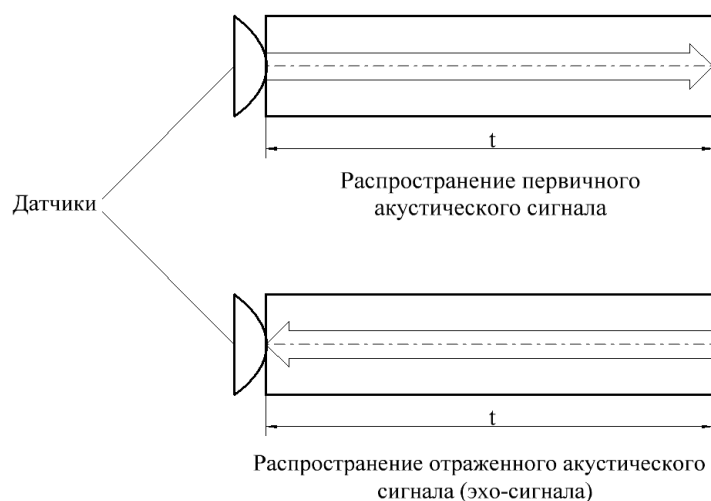 t
Распространение первичного
акустического сигнала
Датчики
t
Распространение отраженного акустического
сигнала (эхо-сигнала)